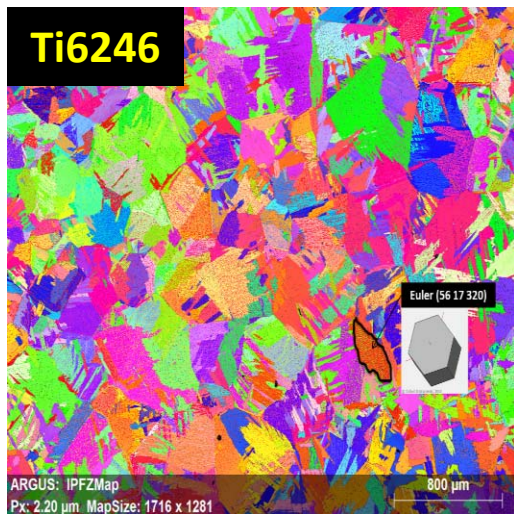 Ti6246
Euler (56 17 320)
ARGUS: IPFZMap
800 µm
Px: 2.20 µm MapSize: 1716 x 1281